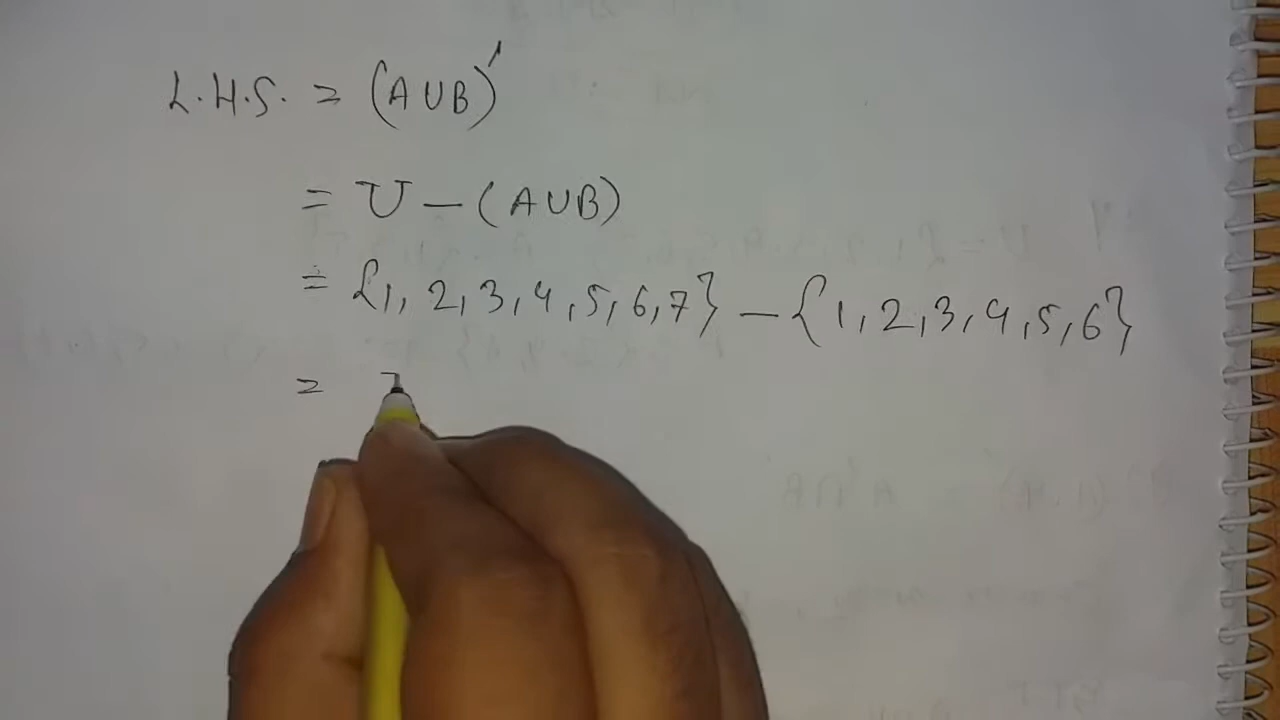 L.H.S. = (A∪B)'
= U − (A∪B)
= {1, 2, 3, 4, 5, 6, 7} − {1, 2, 3, 4, 5, 6}
=